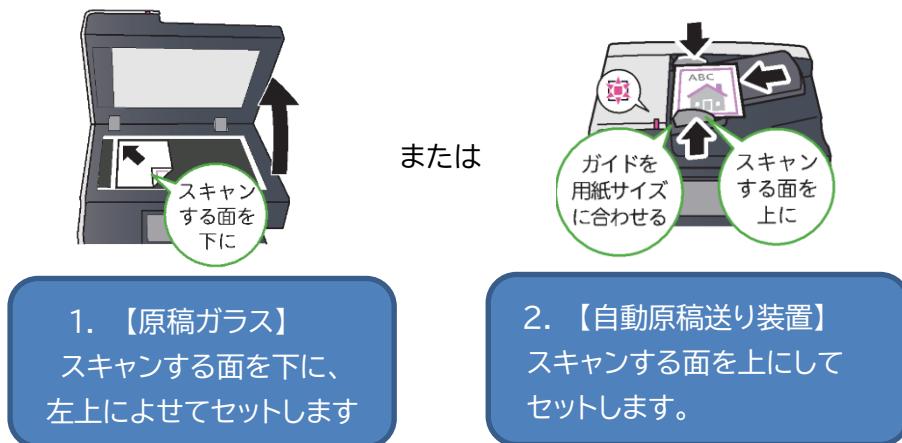 スキャン
する面を
下に
または
ABC
ガイドを
用紙サイズ
に合わせる
スキャン
する面を
上に
1. 【原稿ガラス】
スキャンする面を下に、
左上によせてセットします
2. 【自動原稿送り装置】
スキャンする面を上にして
セットします。